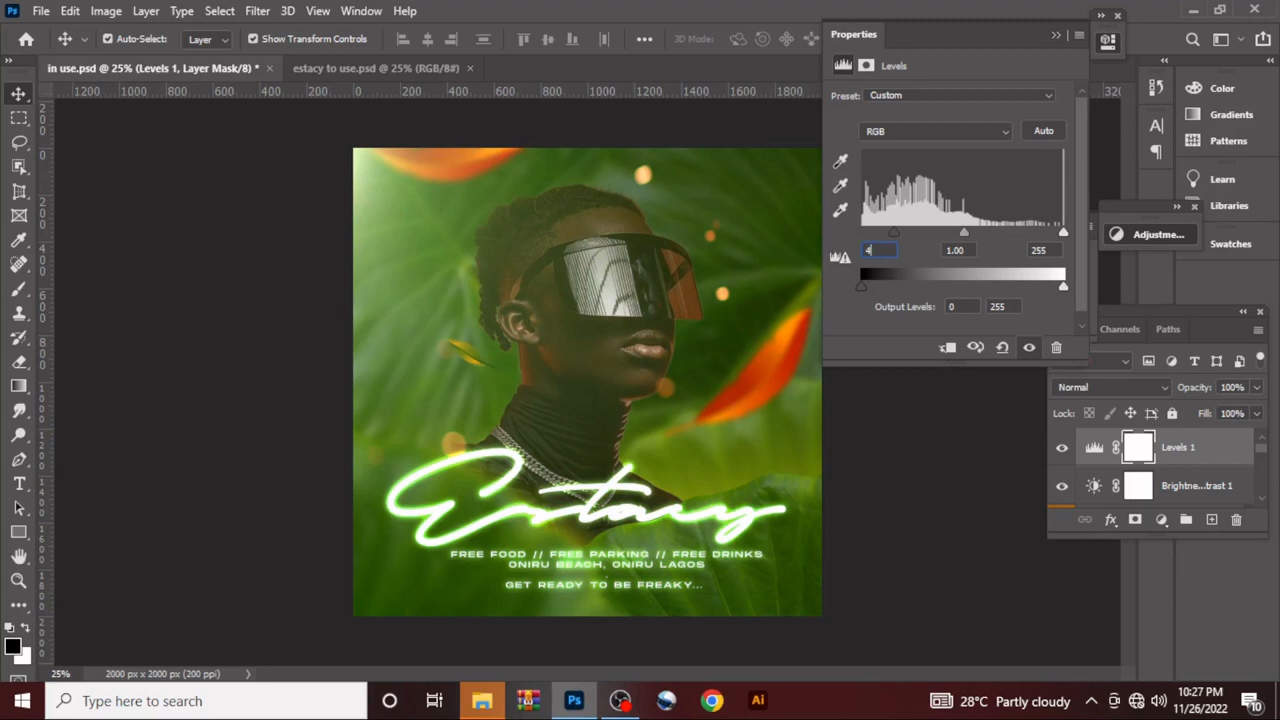 Ps File Edit Image Layer Type Select Filter 3D View Window Help
Auto-Select: Layer Show Transform Controls 3D Mode:
in use.psd @ 25% (Levels 1, Layer Mask/8) * estacy to use.psd @ 25% (RGB/8#)
1200 1000 800 600 400 200 0 200 400 600 800 1000 1200 1400 1600 1800
Properties
Levels
Preset: Custom
RGB Auto
4 1.00 255
Output Levels: 0 255
Color
Gradients
Patterns
Learn
Libraries
Adjustme...
Swatches
Channels Paths
Normal Opacity: 100%
Lock: Fill: 100%
Levels 1
Brightne...trast 1
Estacy
FREE FOOD // FREE PARKING // FREE DRINKS
ONIRU BEACH, ONIRU LAGOS
GET READY TO BE FREAKY...
25% 2000 px x 2000 px (200 ppi)
Type here to search
Ps
Ai
28°C Partly cloudy
10:27 PM
11/26/2022
10